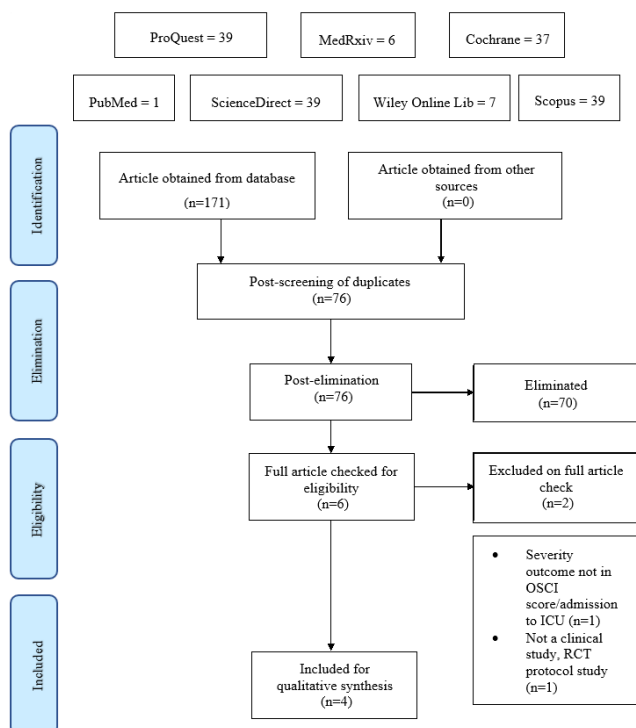 ProQuest = 39
MedRxiv = 6
Cochrane = 37
PubMed = 1
ScienceDirect = 39
Wiley Online Lib = 7
Scopus = 39
Identification
Article obtained from database
(n=171)
Article obtained from other
sources
(n=0)
Post-screening of duplicates
(n=76)
Elimination
Post-elimination
(n=76)
Eliminated
(n=70)
Eligibility
Full article checked for
eligibility
(n=6)
Excluded on full article
check
(n=2)
• Severity
outcome not in
OSCI
score/admission
to ICU (n=1)
• Not a clinical
study, RCT
protocol study
(n=1)
Included
Included for
qualitative synthesis
(n=4)